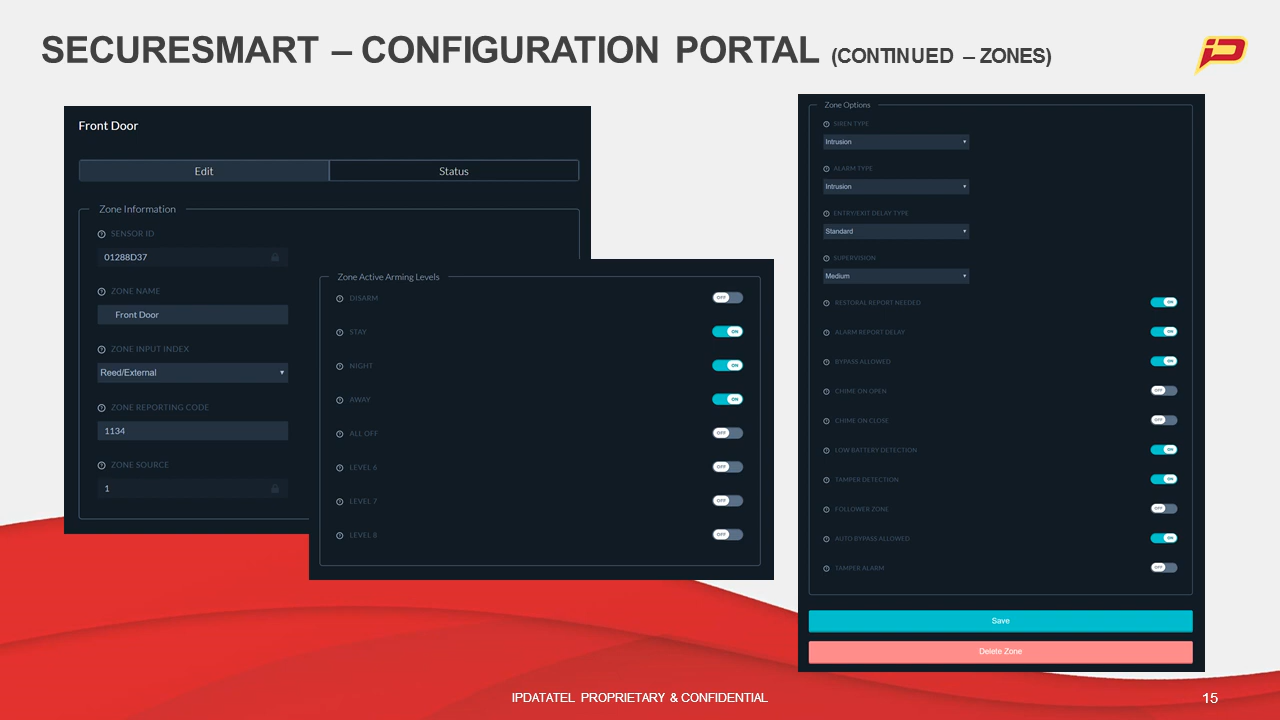 SECURESMART – CONFIGURATION PORTAL (CONTINUED – ZONES)
iD
Front Door
Edit Status
Zone Information
SENSOR ID
01288D37
ZONE NAME
Front Door
ZONE INPUT INDEX
Reed/External
ZONE REPORTING CODE
1134
ZONE SOURCE
1
Zone Active Arming Levels
DISARM OFF
STAY ON
NIGHT ON
AWAY ON
ALL OFF OFF
LEVEL 6 OFF
LEVEL 7 OFF
LEVEL 8 OFF
Zone Options
SIREN TYPE
Intrusion
ALARM TYPE
Intrusion
ENTRY/EXIT DELAY TYPE
Standard
SUPERVISION
Medium
RESTORAL REPORT NEEDED ON
ALARM REPORT DELAY ON
BYPASS ALLOWED ON
CHIME ON OPEN OFF
CHIME ON CLOSE OFF
LOW BATTERY DETECTION ON
TAMPER DETECTION ON
FOLLOWER ZONE OFF
AUTO BYPASS ALLOWED ON
TAMPER ALARM OFF
Save
Delete Zone
IPDATATEL PROPRIETARY & CONFIDENTIAL
15